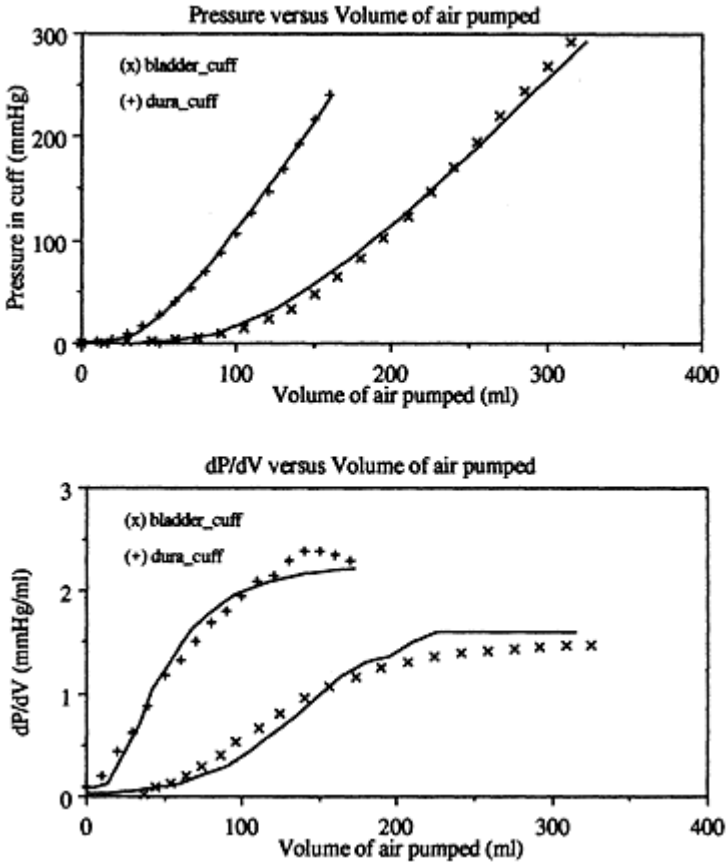 Pressure versus Volume of air pumped
300
(x) bladder_cuff
(+) dura_cuff
200
100
0
Pressure in cuff (mmHg)
0 100 200 300 400
Volume of air pumped (ml)
dP/dV versus Volume of air pumped
3
(x) bladder_cuff
(+) dura_cuff
2
1
0
dP/dV (mmHg/ml)
0 100 200 300 400
Volume of air pumped (ml)